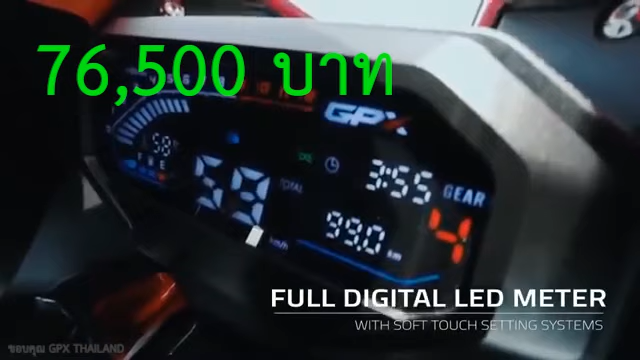 76,500 บาท
GPX
58
F E
59
TOTAL
3:55
GEAR
99.0 km
4
km/h
FULL DIGITAL LED METER
WITH SOFT TOUCH SETTING SYSTEMS
ขอบคุณ GPX THAILAND